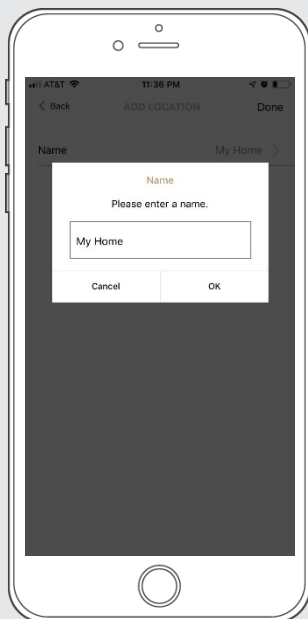 AT&T 11:36 PM
Back ADD LOCATION Done
Name My Home
Name
Please enter a name.
My Home
Cancel OK